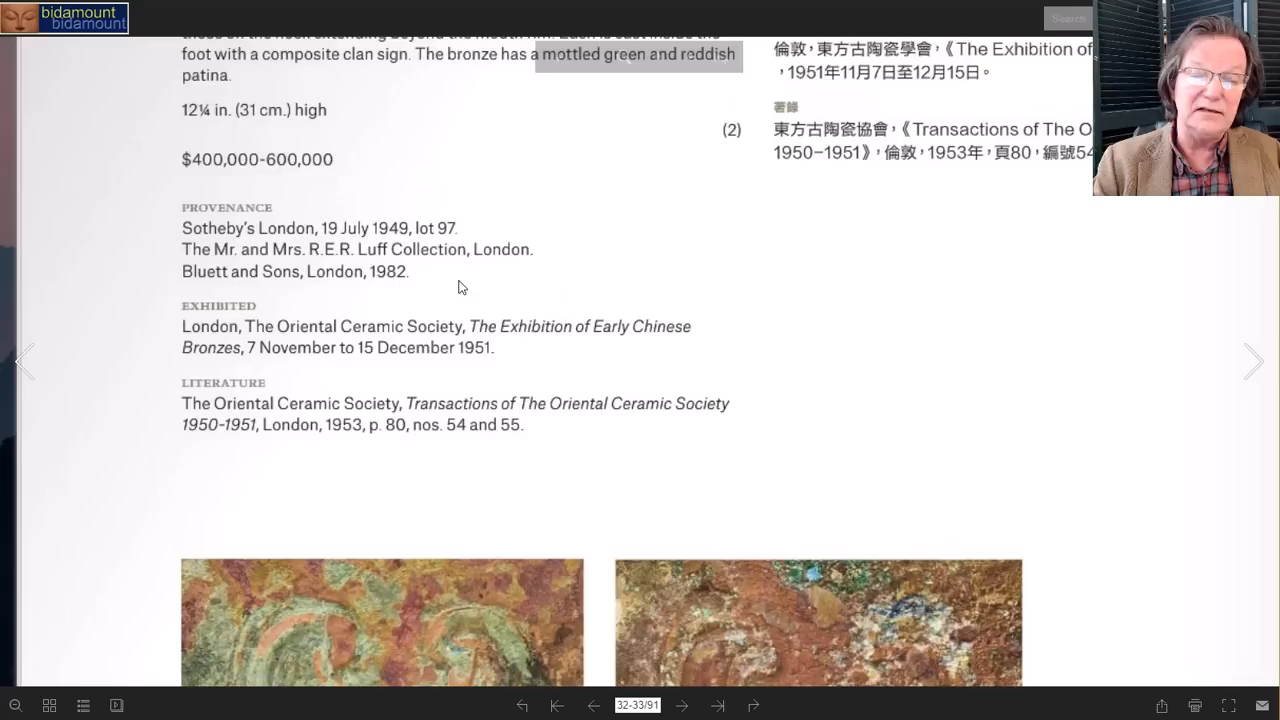 bidamount
bidamount
Search
foot with a composite clan sign. The bronze has a mottled green and reddish
patina.
12¼ in. (31 cm.) high
(2)
$400,000-600,000
PROVENANCE
Sotheby's London, 19 July 1949, lot 97.
The Mr. and Mrs. R.E.R. Luff Collection, London.
Bluett and Sons, London, 1982.
EXHIBITED
London, The Oriental Ceramic Society, The Exhibition of Early Chinese
Bronzes, 7 November to 15 December 1951.
LITERATURE
The Oriental Ceramic Society, Transactions of The Oriental Ceramic Society
1950-1951, London, 1953, p. 80, nos. 54 and 55.
倫敦，東方古陶瓷學會，《The Exhibition of
，1951年11月7日至12月15日。
著錄
東方古陶瓷協會，《Transactions of The O
1950–1951》，倫敦，1953年，頁80，編號54
32-33/91